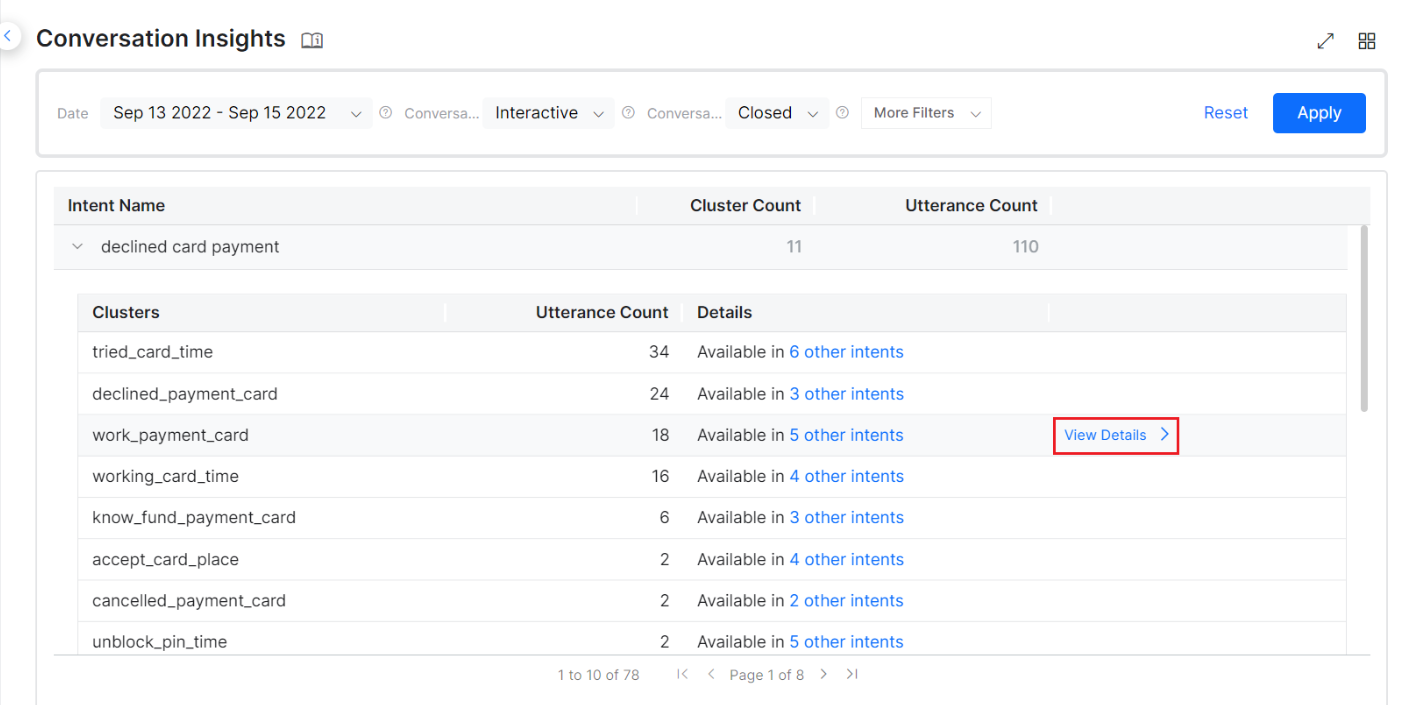 Conversation Insights
Date Sep 13 2022 - Sep 15 2022 Conversa... Interactive Conversa... Closed More Filters Reset Apply
Intent Name Cluster Count Utterance Count
declined card payment 11 110
Clusters Utterance Count Details
tried_card_time 34 Available in 6 other intents
declined_payment_card 24 Available in 3 other intents
work_payment_card 18 Available in 5 other intents View Details
working_card_time 16 Available in 4 other intents
know_fund_payment_card 6 Available in 3 other intents
accept_card_place 2 Available in 4 other intents
cancelled_payment_card 2 Available in 2 other intents
unblock_pin_time 2 Available in 5 other intents
1 to 10 of 78 Page 1 of 8